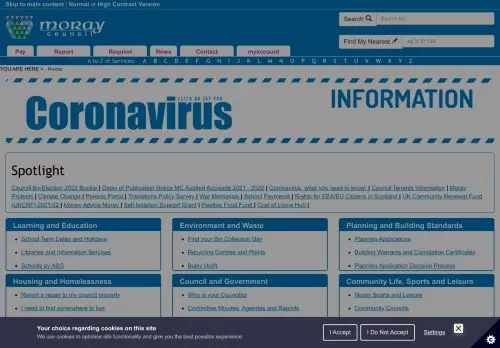 Skip to main content | Normal or High Contrast Version
moray
council
Search
Search for
Find My Nearest
Pay Report Request News Contact myaccount
A to Z of Services: A B C D E F G H I J K L M N O P Q R S T U V W X Y Z
YOU ARE HERE > Home
CLICK OR TAP FOR
Coronavirus INFORMATION
Spotlight
Council By-Election 2022 Buckie | Delay of Publication Notice MC Audited Accounts 2021 - 2022 | Coronavirus, what you need to know | Council Tenants Information | Moray
Protects | Climate Change | Parents Portal | Transitions Policy Survey | War Memorials | School Payments | Rights for EEA/EU Citizens in Scotland | UK Community Renewal Fund
(UKCRF) 2021/22 | Money Advice Moray | Self Isolation Support Grant | Flexible Food Fund | Cost of Living Hub |
Learning and Education
School Term Dates and Holidays
Libraries and Information Services
Schools by ASG
Environment and Waste
Find your Bin Collection Day
Recycling Centres and Points
Bulky Uplift
Planning and Building Standards
Planning Applications
Building Warrants and Completion Certificates
Planning Application Decision Process
Housing and Homelessness
Report a repair to my council property
I need to find somewhere to live
Council and Government
Who is your Councillor
Committee Minutes, Agendas and Reports
Community Life, Sports and Leisure
Moray Sports and Leisure
Community Councils
Your choice regarding cookies on this site
We use cookies to optimise site functionality and give you the best possible experience.
I Accept
I Do Not Accept
Settings